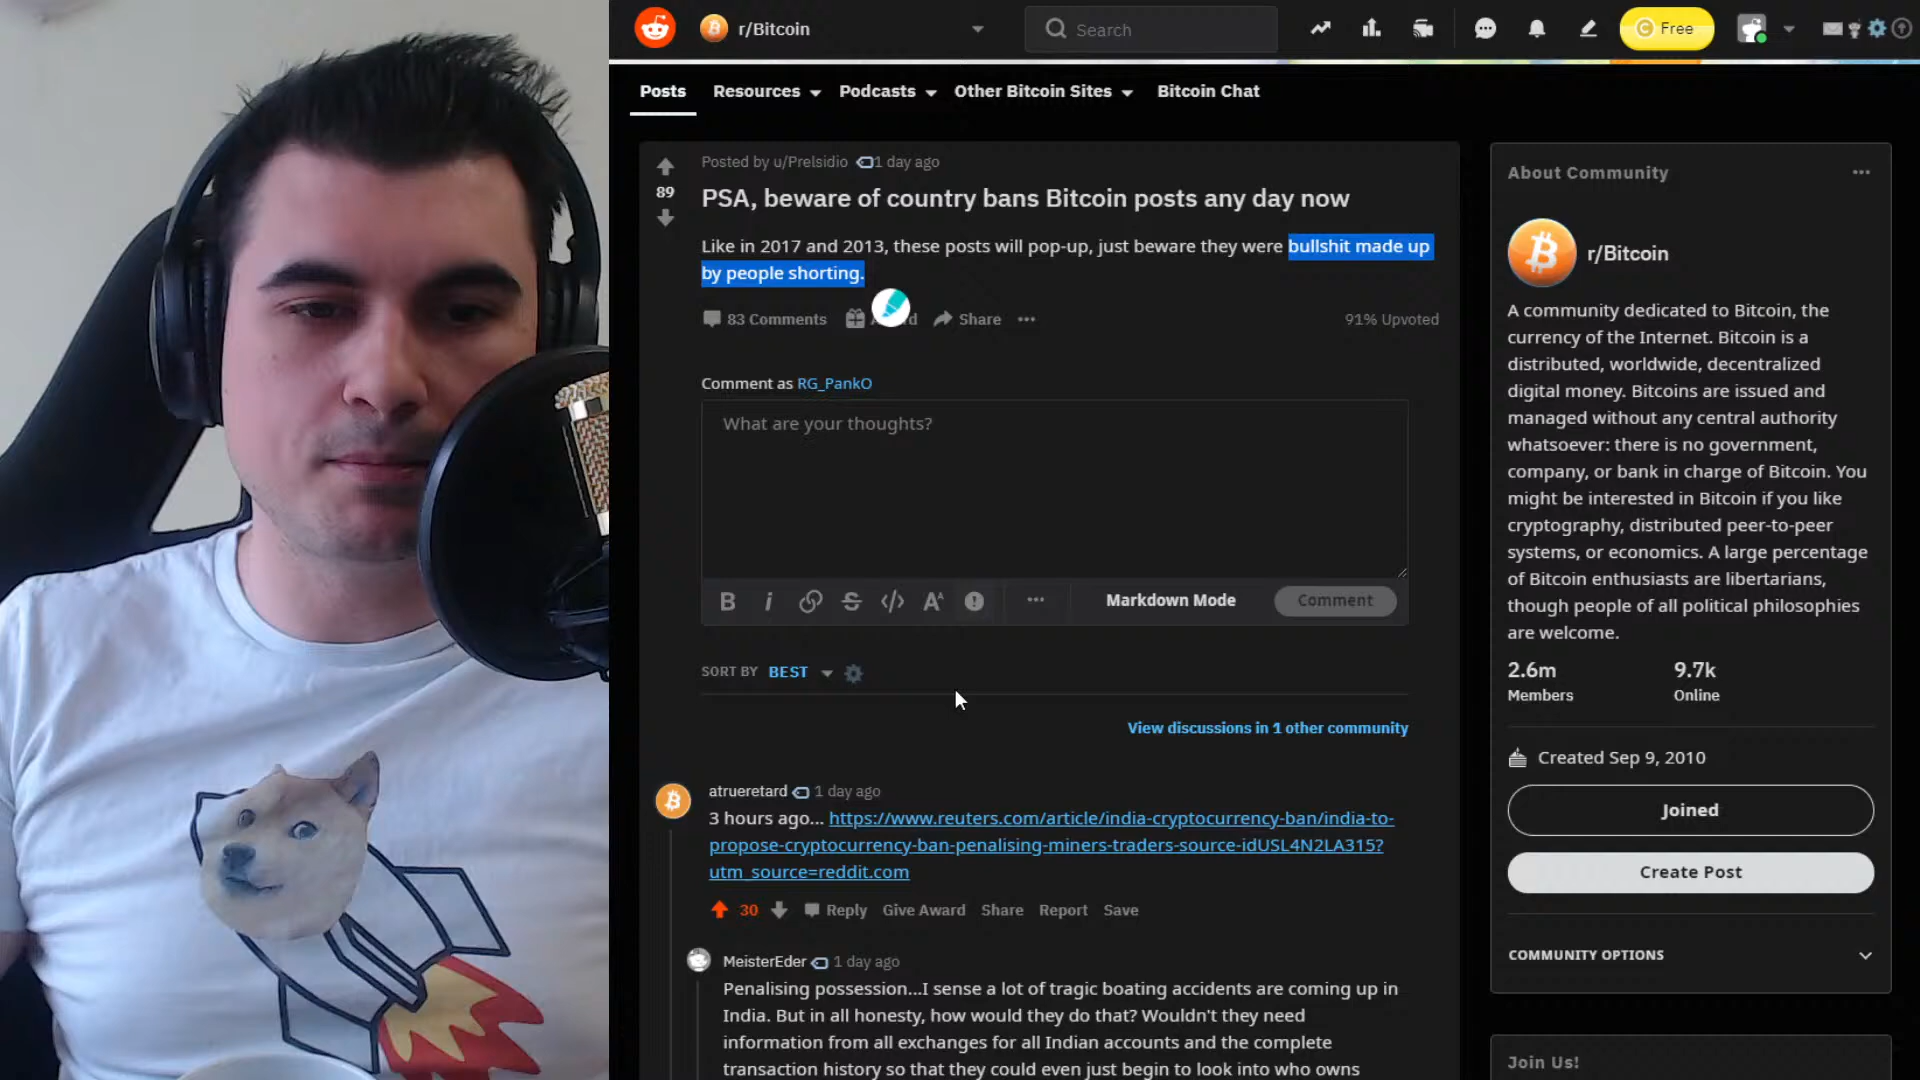 r/Bitcoin
Search
Free
Posts
Resources
Podcasts
Other Bitcoin Sites
Bitcoin Chat
Posted by u/Prelsidio 1 day ago
89
PSA, beware of country bans Bitcoin posts any day now
Like in 2017 and 2013, these posts will pop-up, just beware they were bullshit made up
by people shorting.
83 Comments
Share
91% Upvoted
Comment as RG_PankO
What are your thoughts?
Markdown Mode
Comment
SORT BY BEST
View discussions in 1 other community
atrueretard 1 day ago
3 hours ago... https://www.reuters.com/article/india-cryptocurrency-ban/india-to-
propose-cryptocurrency-ban-penalising-miners-traders-source-idUSL4N2LA315?
utm_source=reddit.com
30 Reply Give Award Share Report Save
MeisterEder 1 day ago
Penalising possession...I sense a lot of tragic boating accidents are coming up in
India. But in all honesty, how would they do that? Wouldn't they need
information from all exchanges for all Indian accounts and the complete
transaction history so that they could even just begin to look into who owns
About Community
r/Bitcoin
A community dedicated to Bitcoin, the
currency of the Internet. Bitcoin is a
distributed, worldwide, decentralized
digital money. Bitcoins are issued and
managed without any central authority
whatsoever: there is no government,
company, or bank in charge of Bitcoin. You
might be interested in Bitcoin if you like
cryptography, distributed peer-to-peer
systems, or economics. A large percentage
of Bitcoin enthusiasts are libertarians,
though people of all political philosophies
are welcome.
2.6m
Members
9.7k
Online
Created Sep 9, 2010
Joined
Create Post
COMMUNITY OPTIONS
Join Us!